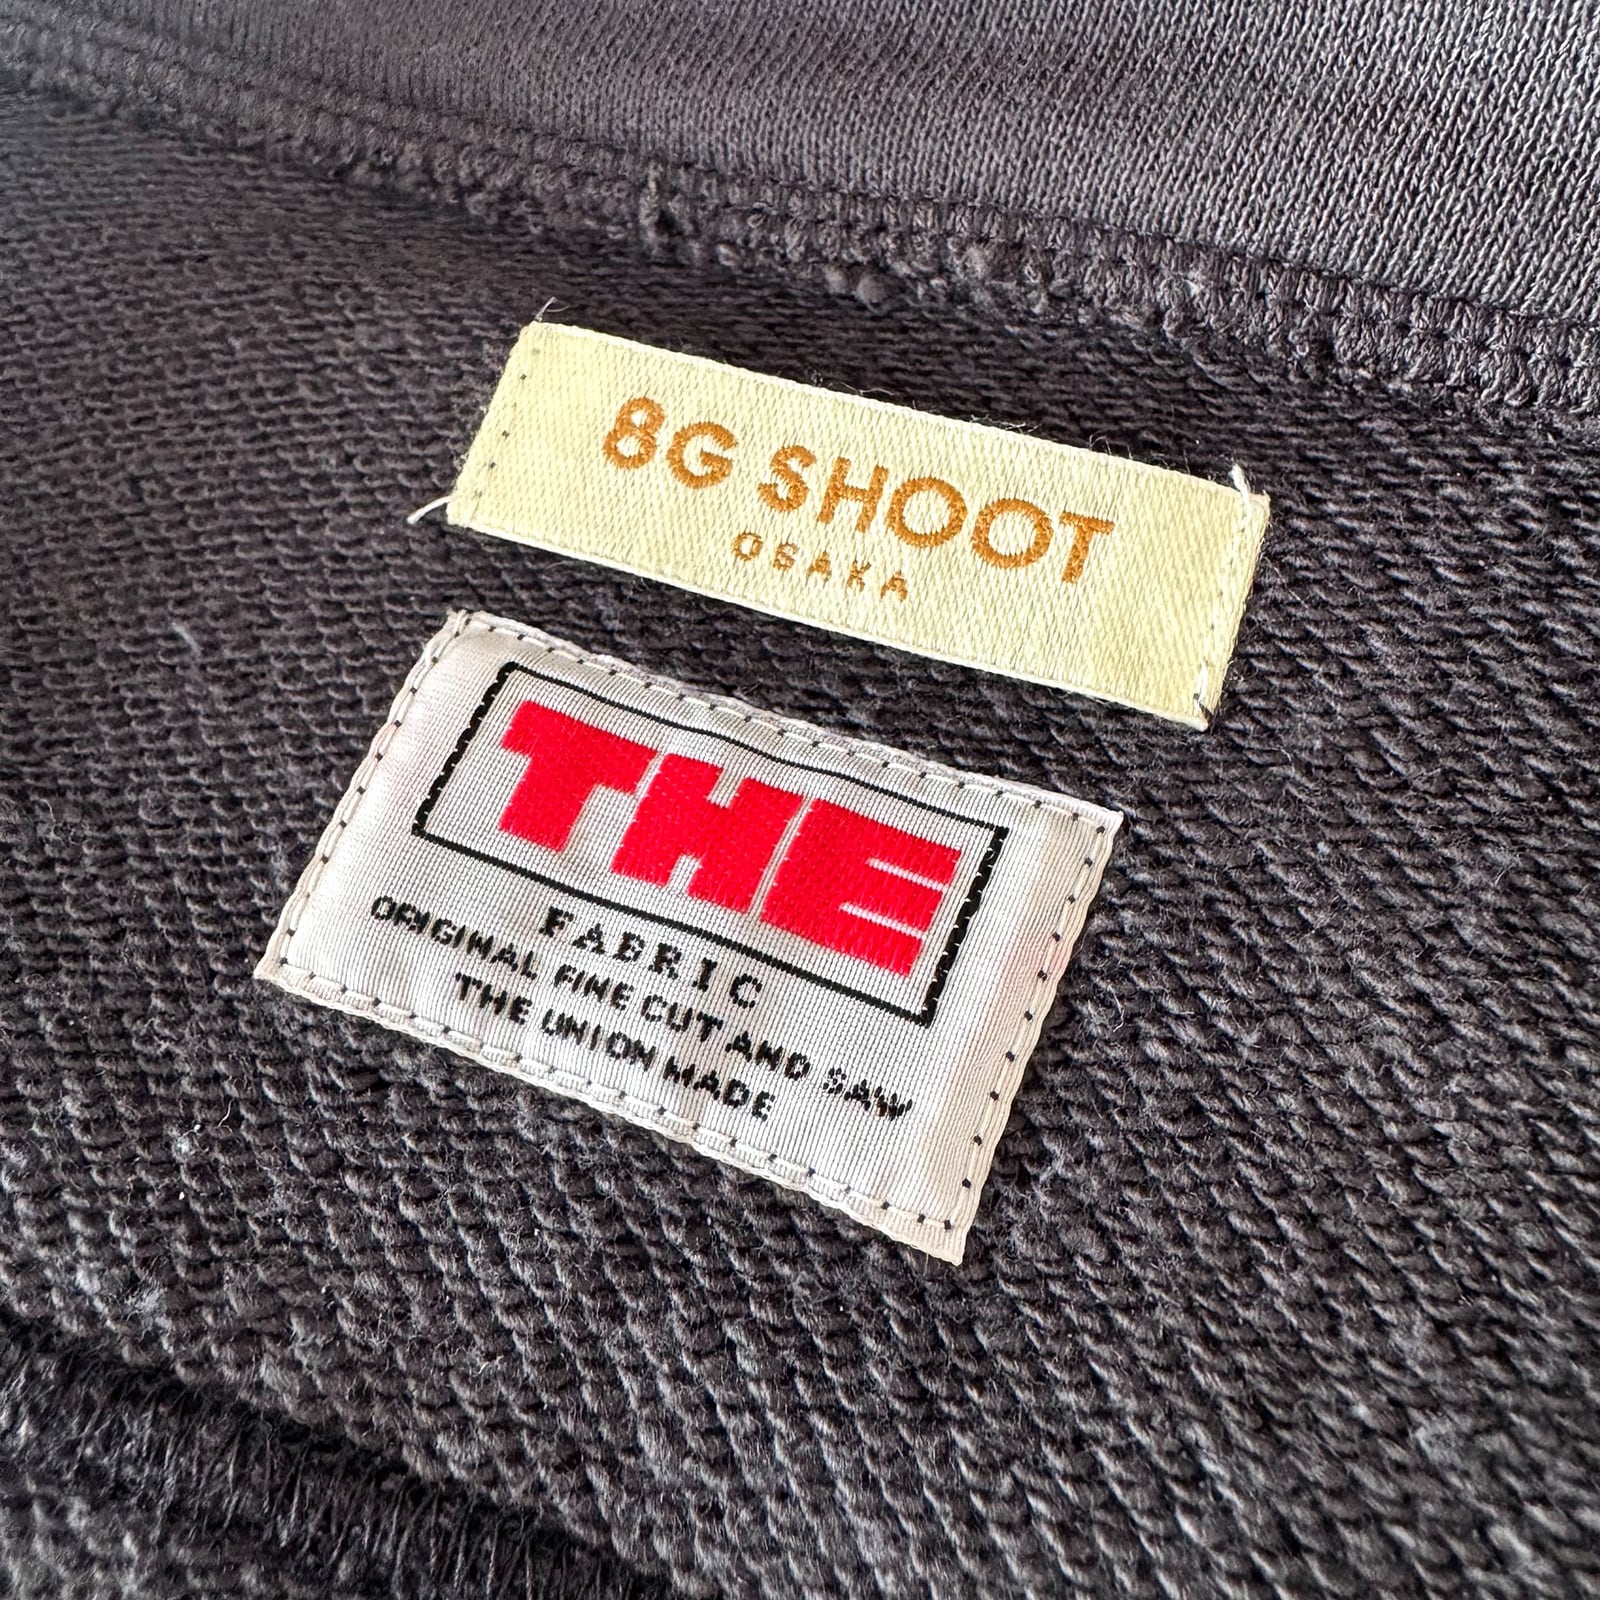 8G SHOOT
OSAKA
THE
FABRIC
ORIGINAL FINE CUT AND SAW
THE UNION MADE